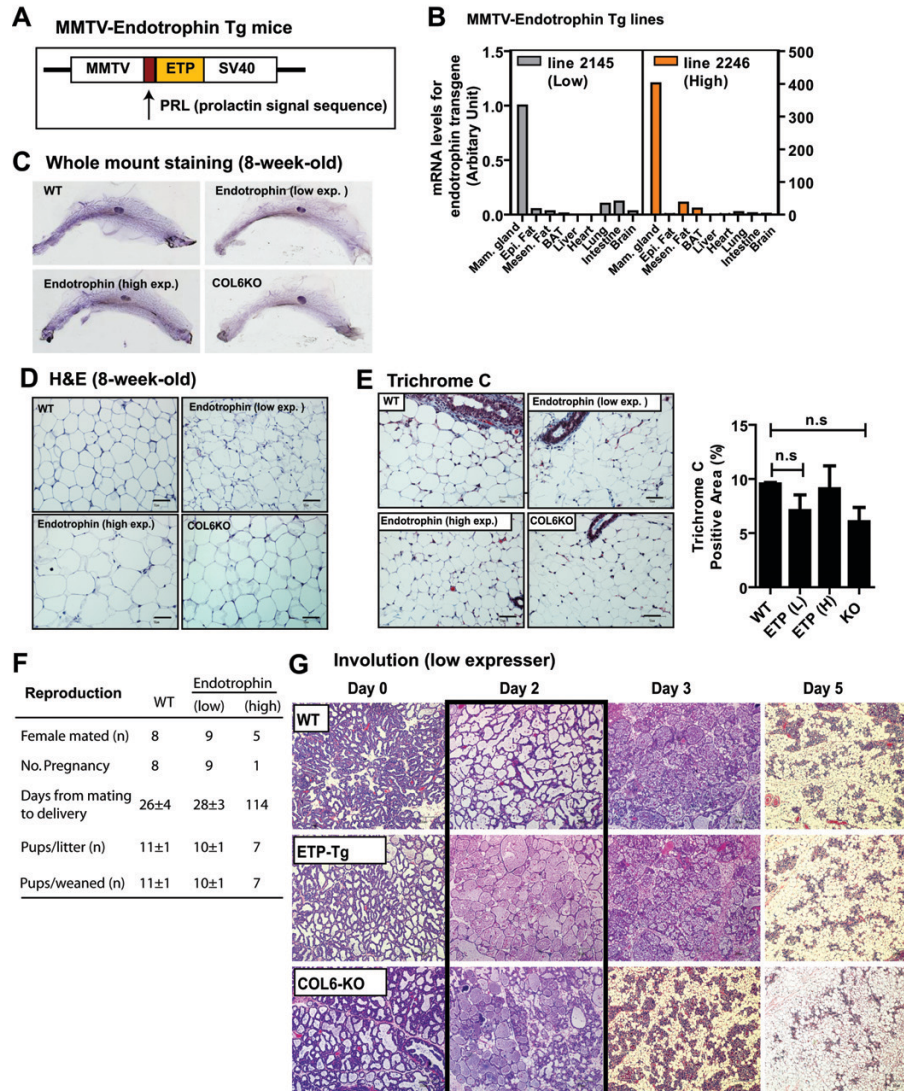 A
MMTV-Endotrophin Tg mice
MMTV ETP SV40
PRL (prolactin signal sequence)
B
MMTV-Endotrophin Tg lines
mRNA levels for
endotrophin transgene
(Arbitary Unit)
1.5
1.0
0.5
0.0
line 2145
(Low)
line 2246
(High)
500
400
300
200
100
0
Mam. gland
Epi. Fat
Mesen. Fat
BAT
Liver
Heart
Lung
Intestine
Brain
Mam. gland
Epi. Fat
Mesen. Fat
BAT
Liver
Heart
Lung
Intestine
Brain
C
Whole mount staining (8-week-old)
WT
Endotrophin (low exp. )
Endotrophin (high exp.)
COL6KO
D
H&E (8-week-old)
WT
Endotrophin (low exp. )
Endotrophin (high exp.)
COL6KO
E
Trichrome C
WT
Endotrophin (low exp. )
Endotrophin (high exp.)
COL6KO
Trichrome C
Positive Area (%)
15
10
5
0
n.s
n.s
WT
ETP (L)
ETP (H)
KO
F
Reproduction WT Endotrophin
(low) (high)
Female mated (n) 8 9 5
No. Pregnancy 8 9 1
Days from mating
to delivery 26±4 28±3 114
Pups/litter (n) 11±1 10±1 7
Pups/weaned (n) 11±1 10±1 7
G
Involution (low expresser)
Day 0 Day 2 Day 3 Day 5
WT
ETP-Tg
COL6-KO